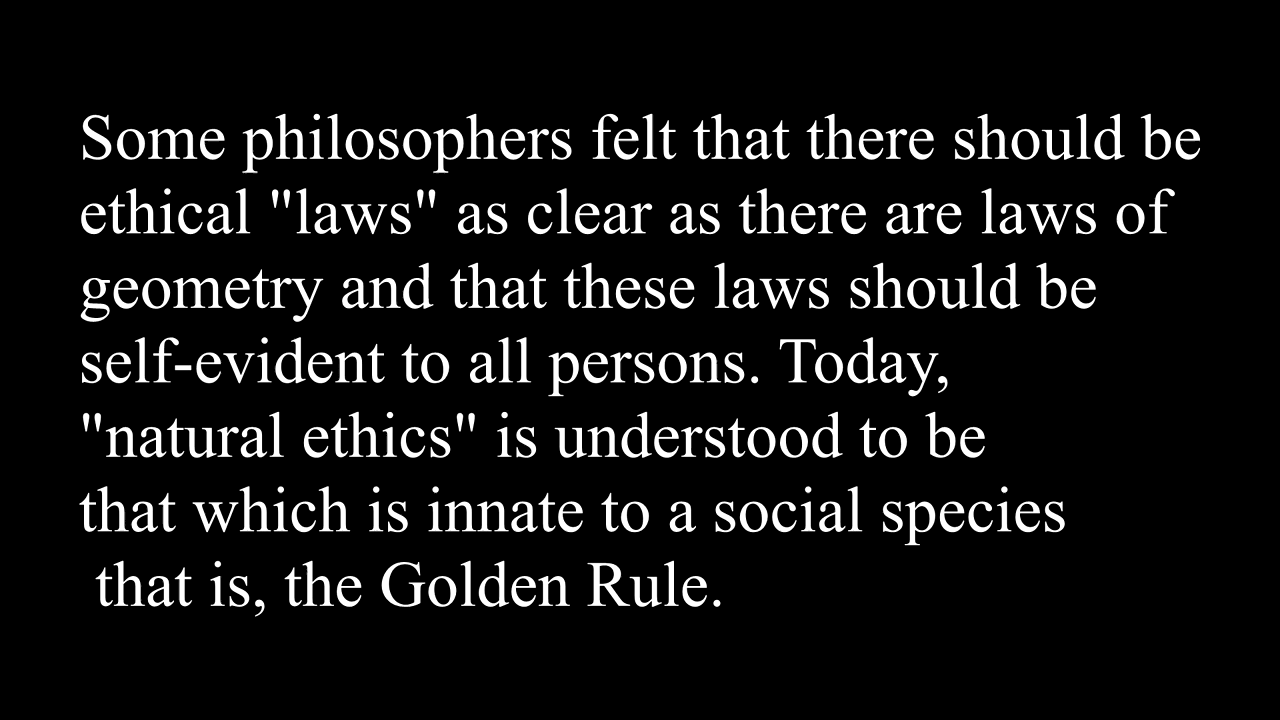 Some philosophers felt that there should be
ethical "laws" as clear as there are laws of
geometry and that these laws should be
self-evident to all persons. Today,
"natural ethics" is understood to be
that which is innate to a social species
that is, the Golden Rule.